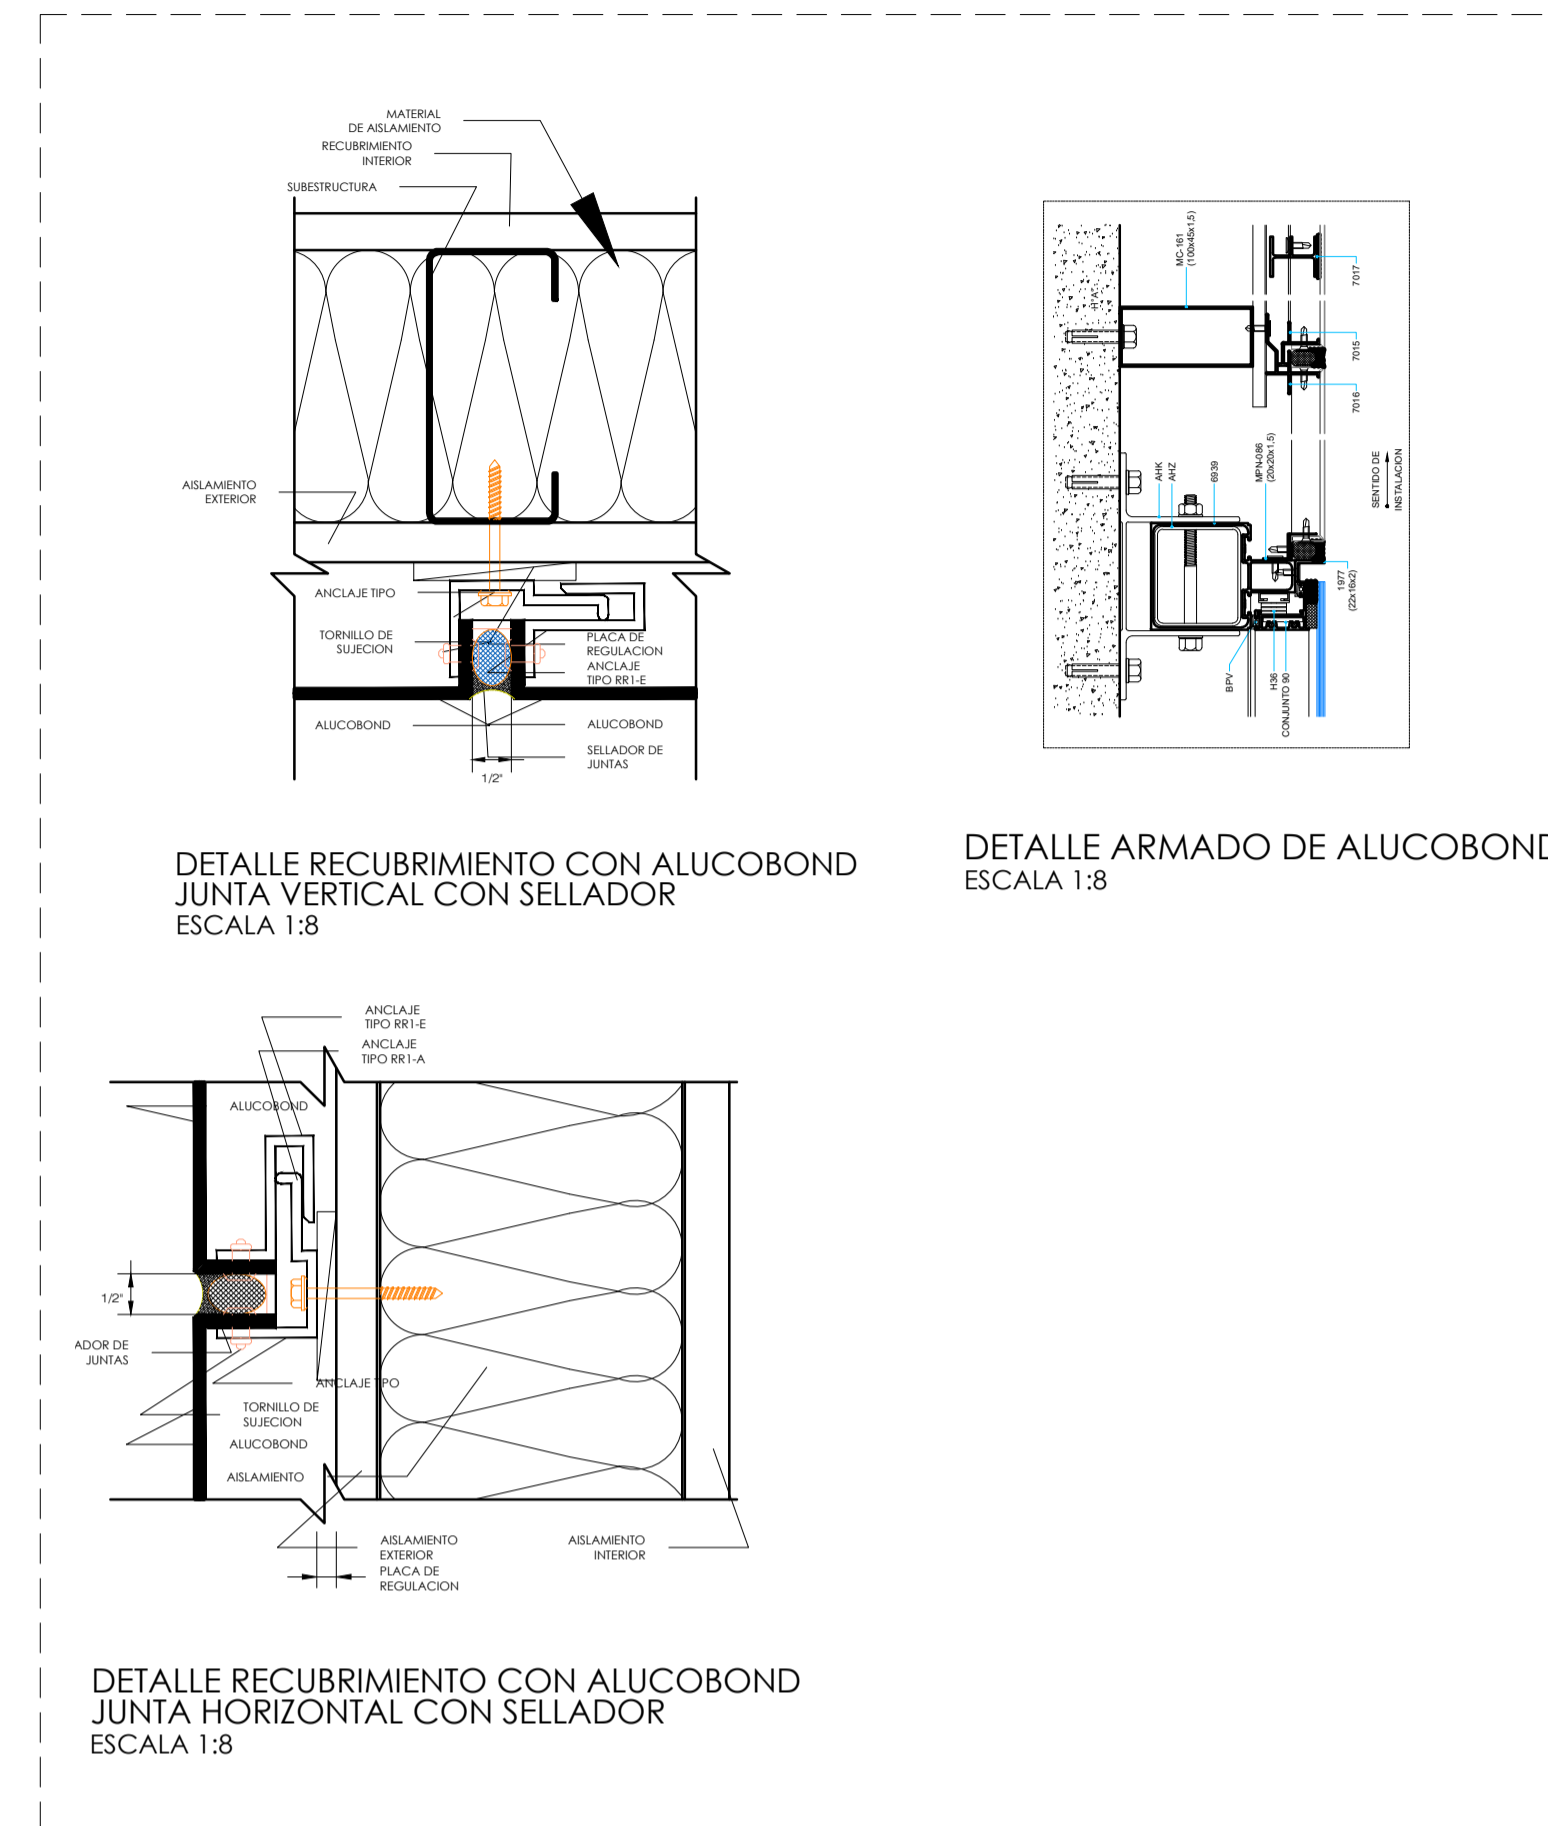 MATERIAL
DE AISLAMIENTO
RECUBRIMIENTO
INTERIOR
SUBESTRUCTURA
AISLAMIENTO
EXTERIOR
ANCLAJE TIPO
TORNILLO DE
SUJECION
PLACA DE
REGULACION
ANCLAJE
TIPO RR1-E
ALUCOBOND
ALUCOBOND
SELLADOR DE
JUNTAS
1/2"
DETALLE RECUBRIMIENTO CON ALUCOBOND
JUNTA VERTICAL CON SELLADOR
ESCALA 1:8
H°A°
MC-161
(100x45x1,5)
7017
7015
7016
AHK
AHZ
6939
MPN-086
(20x20x1,5)
SENTIDO DE
INSTALACION
1977
(22x16x2)
BPV
H36
CONJUNTO 90
DETALLE ARMADO DE ALUCOBOND
ESCALA 1:8
ANCLAJE
TIPO RR1-E
ANCLAJE
TIPO RR1-A
ALUCOBOND
1/2"
ADOR DE
JUNTAS
ANCLAJE TIPO
TORNILLO DE
SUJECION
ALUCOBOND
AISLAMIENTO
AISLAMIENTO
EXTERIOR
PLACA DE
REGULACION
AISLAMIENTO
INTERIOR
DETALLE RECUBRIMIENTO CON ALUCOBOND
JUNTA HORIZONTAL CON SELLADOR
ESCALA 1:8